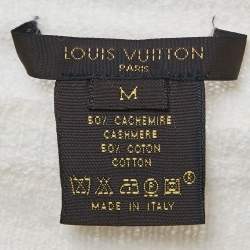 LOUIS VUITTON
PARIS
M
50% CACHEMIRE
CASHMERE
50% COTON
COTTON
MADE IN ITALY